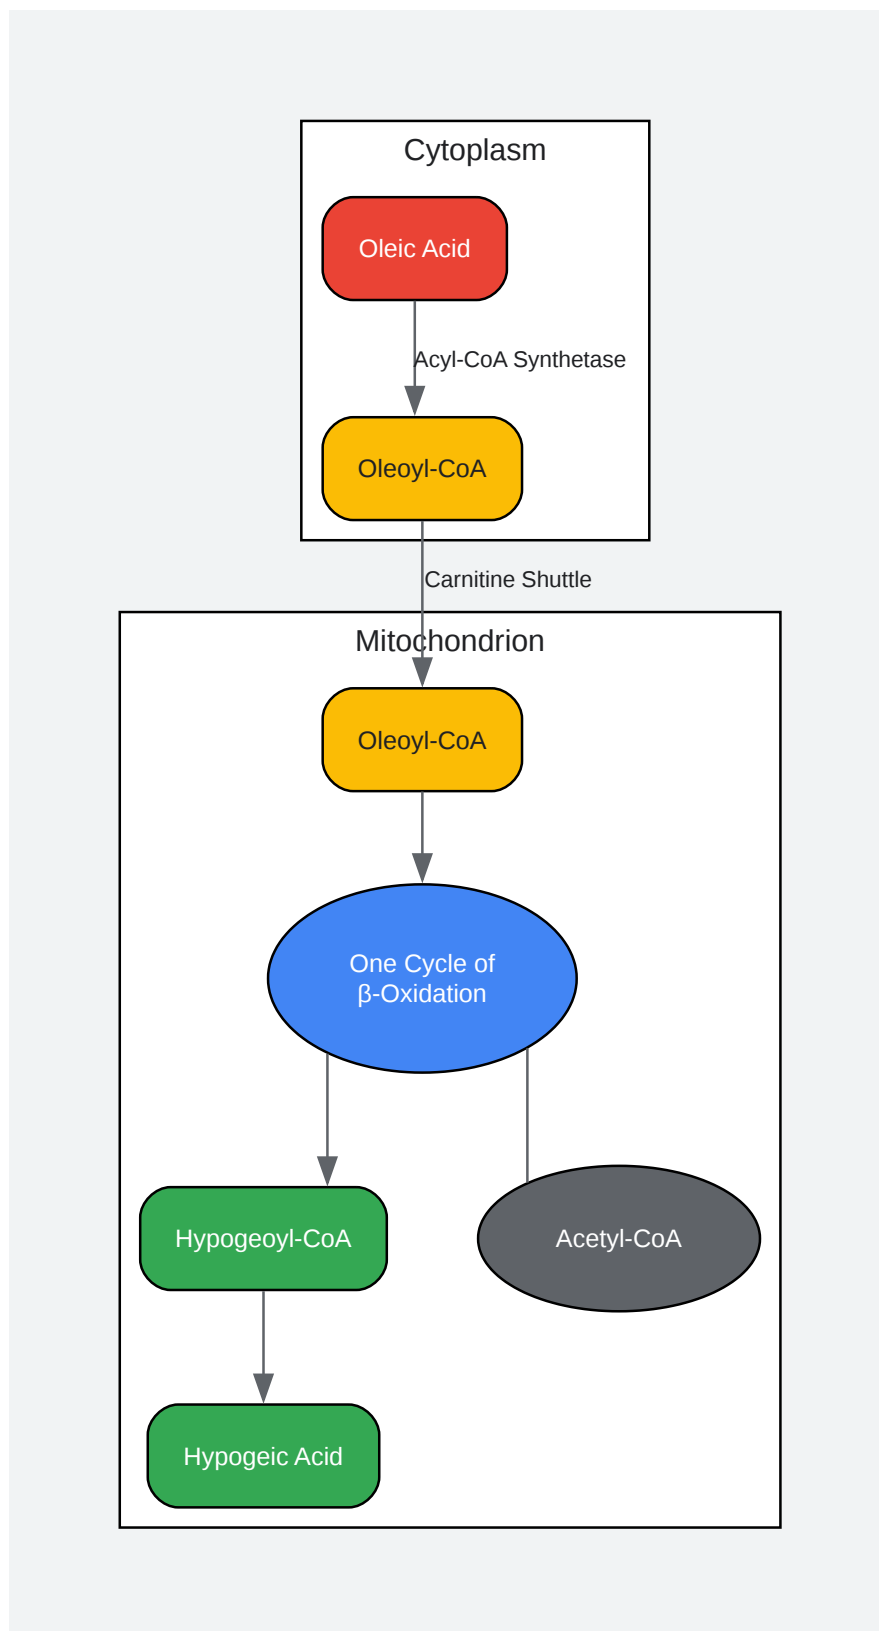 Cytoplasm
Oleic Acid
Acyl-CoA Synthetase
Oleoyl-CoA
Carnitine Shuttle
Mitochondrion
Oleoyl-CoA
One Cycle of
β-Oxidation
Hypogeoyl-CoA
Acetyl-CoA
Hypogeic Acid